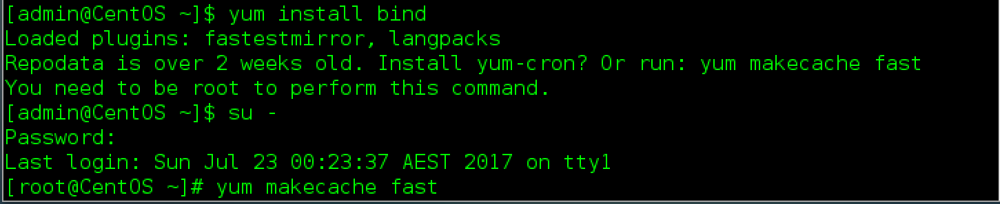 [admin@CentOS ~]$ yum install bind
Loaded plugins: fastestmirror, langpacks
Repodata is over 2 weeks old. Install yum-cron? Or run: yum makecache fast
You need to be root to perform this command.
[admin@CentOS ~]$ su -
Password:
Last login: Sun Jul 23 00:23:37 AEST 2017 on tty1
[root@CentOS ~]# yum makecache fast